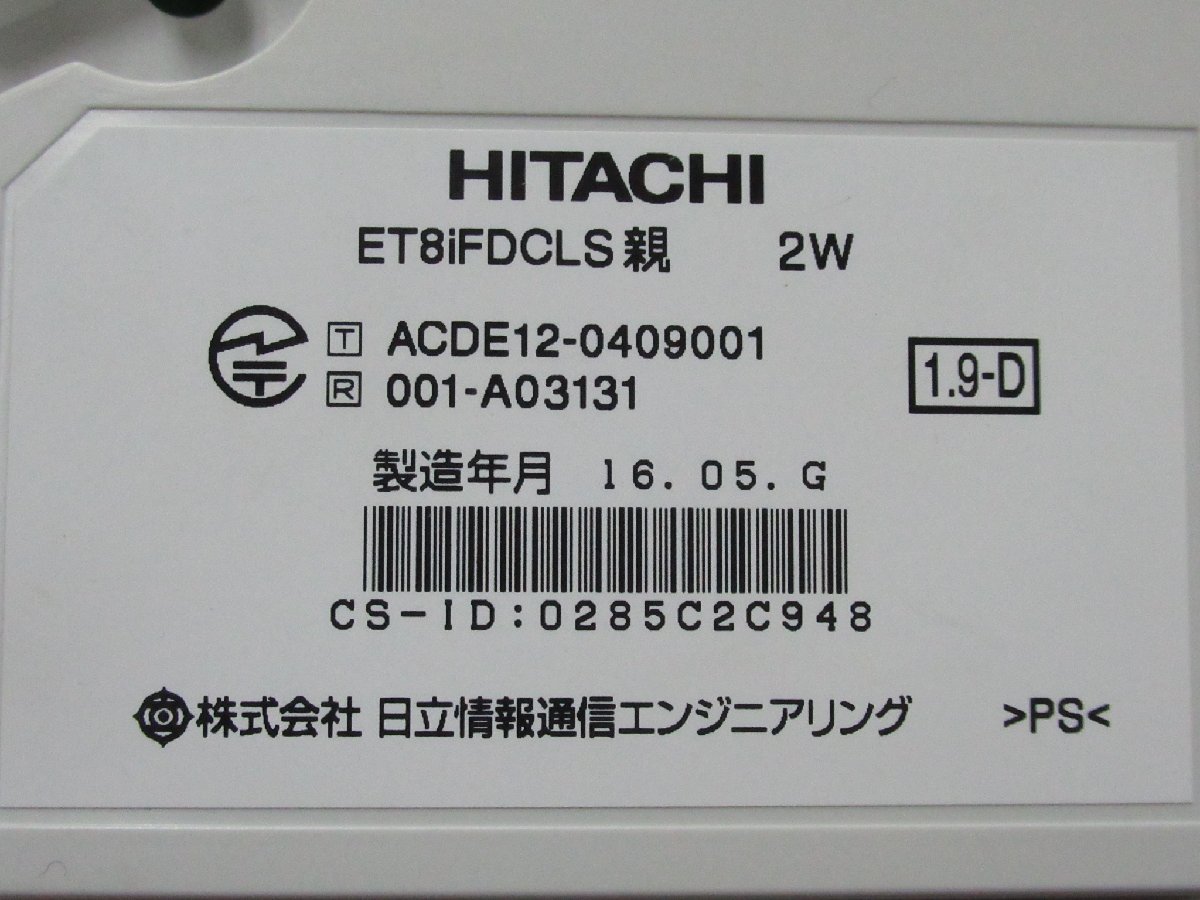 HITACHI
ET8iFDCLS親 2W
T ACDE12-0409001
R 001-A03131
1.9-D
製造年月 16.05.G
CS-ID:0285C2C948
株式会社 日立情報通信エンジニアリング >PS<